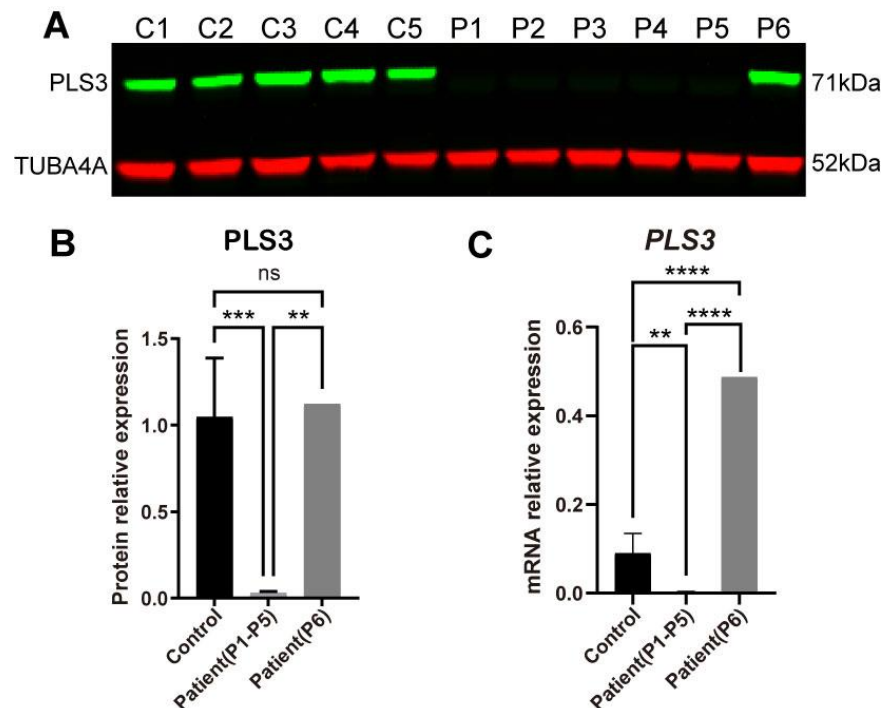 A C1 C2 C3 C4 C5 P1 P2 P3 P4 P5 P6
PLS3 71kDa
TUBA4A 52kDa
B PLS3
ns
*** **
Protein relative expression
1.5
1.0
0.5
0.0
Control
Patient(P1-P5)
Patient(P6)
C PLS3
****
** ****
mRNA relative expression
0.6
0.4
0.2
0.0
Control
Patient(P1-P5)
Patient(P6)